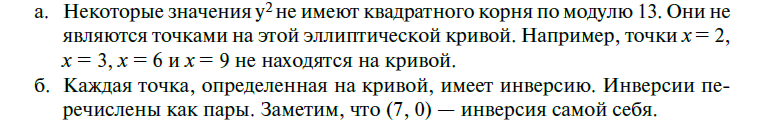 а. Некоторые значения y² не имеют квадратного корня по модулю 13. Они не
являются точками на этой эллиптической кривой. Например, точки x = 2,
x = 3, x = 6 и x = 9 не находятся на кривой.
б. Каждая точка, определенная на кривой, имеет инверсию. Инверсии пе-
речислены как пары. Заметим, что (7, 0) — инверсия самой себя.